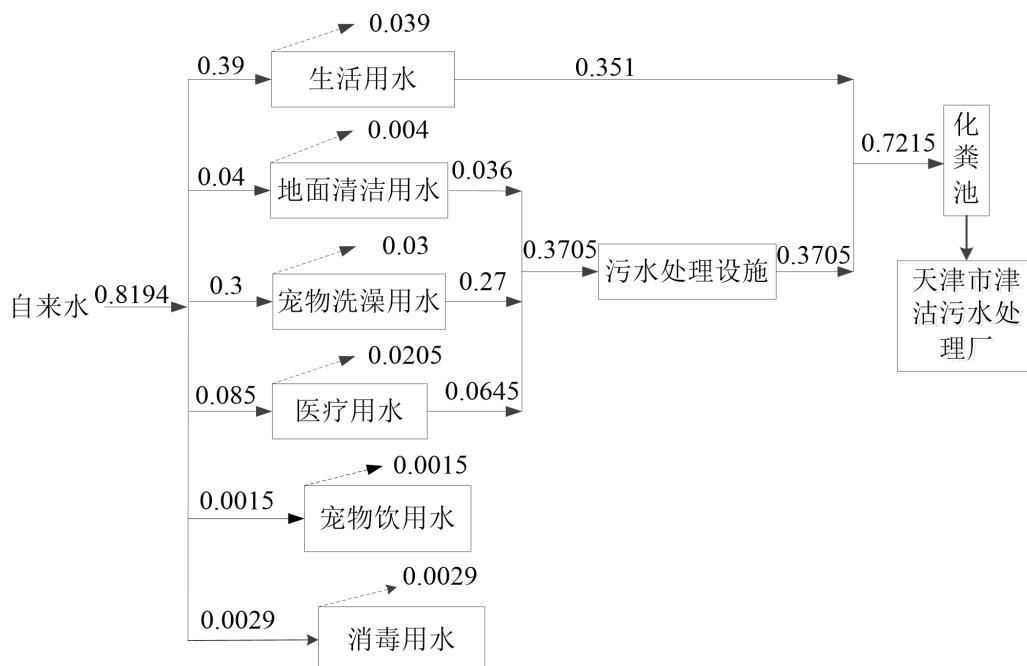 0.039
0.39
生活用水
0.351
0.004
0.04
地面清洁用水
0.036
0.7215
化
粪
池
0.03
0.3
宠物洗澡用水
0.27
0.3705
污水处理设施
0.3705
自来水
0.8194
天津市津
沽污水处
理厂
0.0205
0.085
医疗用水
0.0645
0.0015
0.0015
宠物饮用水
0.0029
0.0029
消毒用水